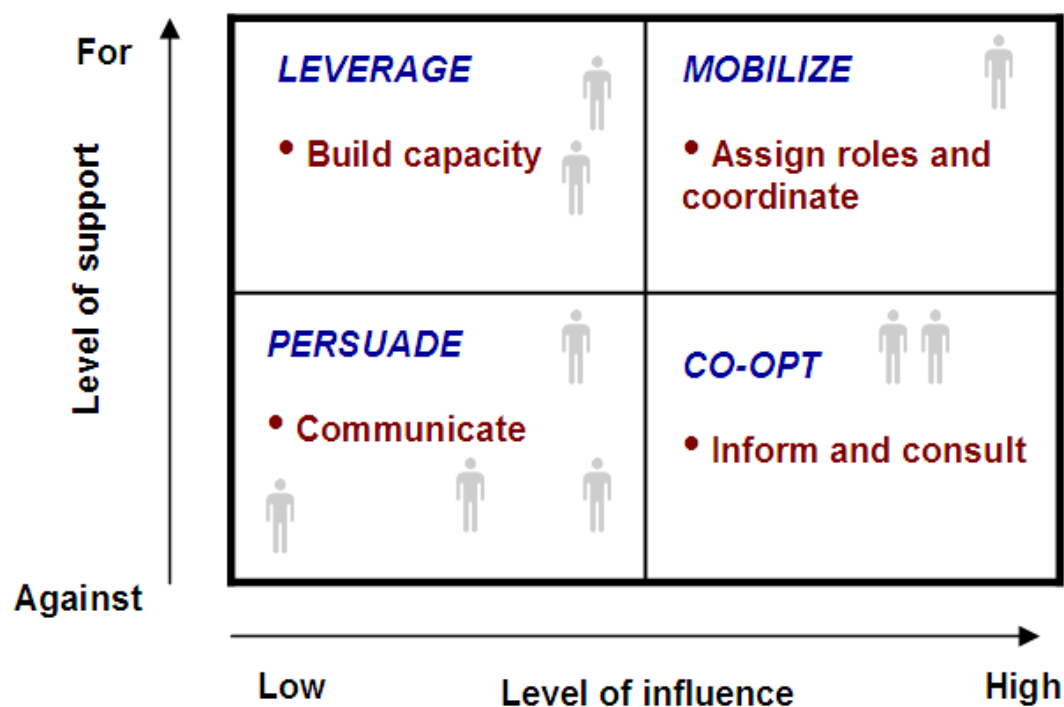 For
LEVERAGE
MOBILIZE
• Build capacity
• Assign roles and
coordinate
Level of support
PERSUADE
CO-OPT
• Communicate
• Inform and consult
Against
Low
Level of influence
High